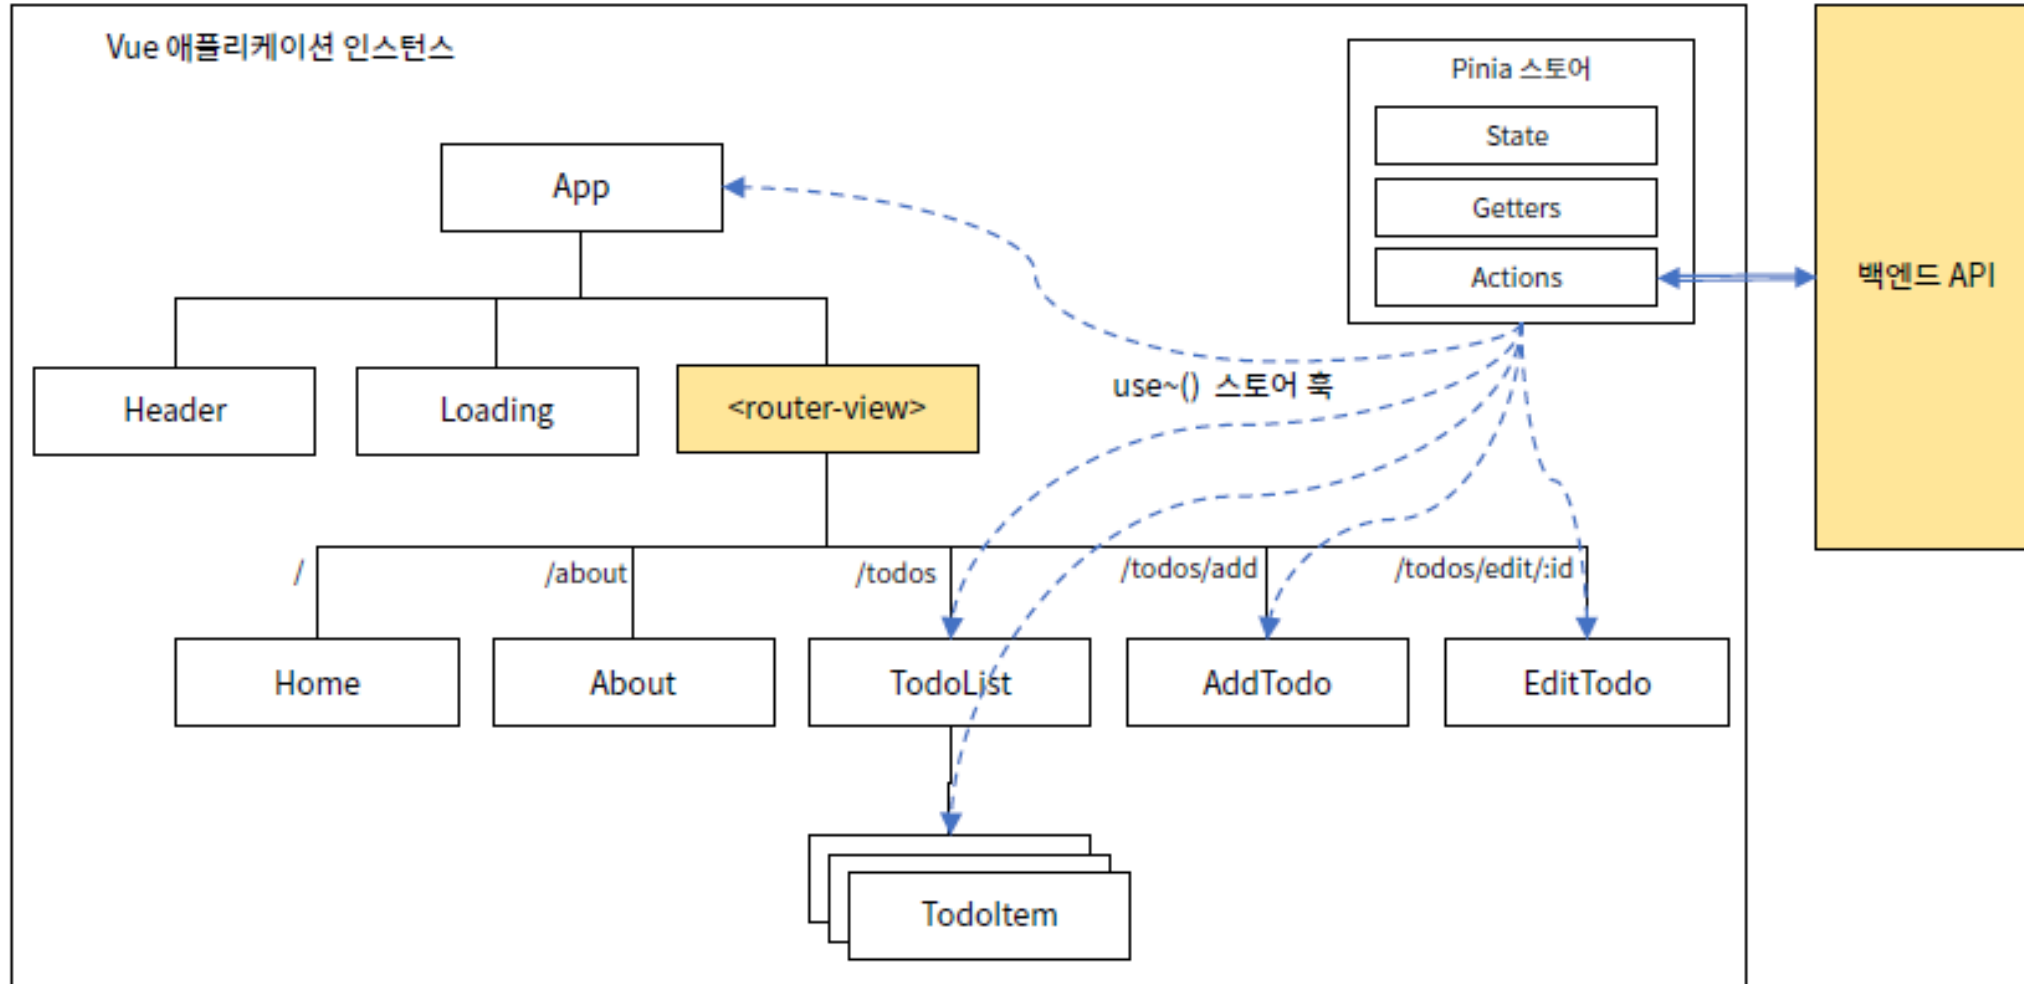 Vue 애플리케이션 인스턴스
Pinia 스토어
State
Getters
Actions
백엔드 API
App
Header
Loading
<router-view>
use~() 스토어 훅
/
/about
/todos
/todos/add
/todos/edit/:id
Home
About
TodoList
AddTodo
EditTodo
TodoItem